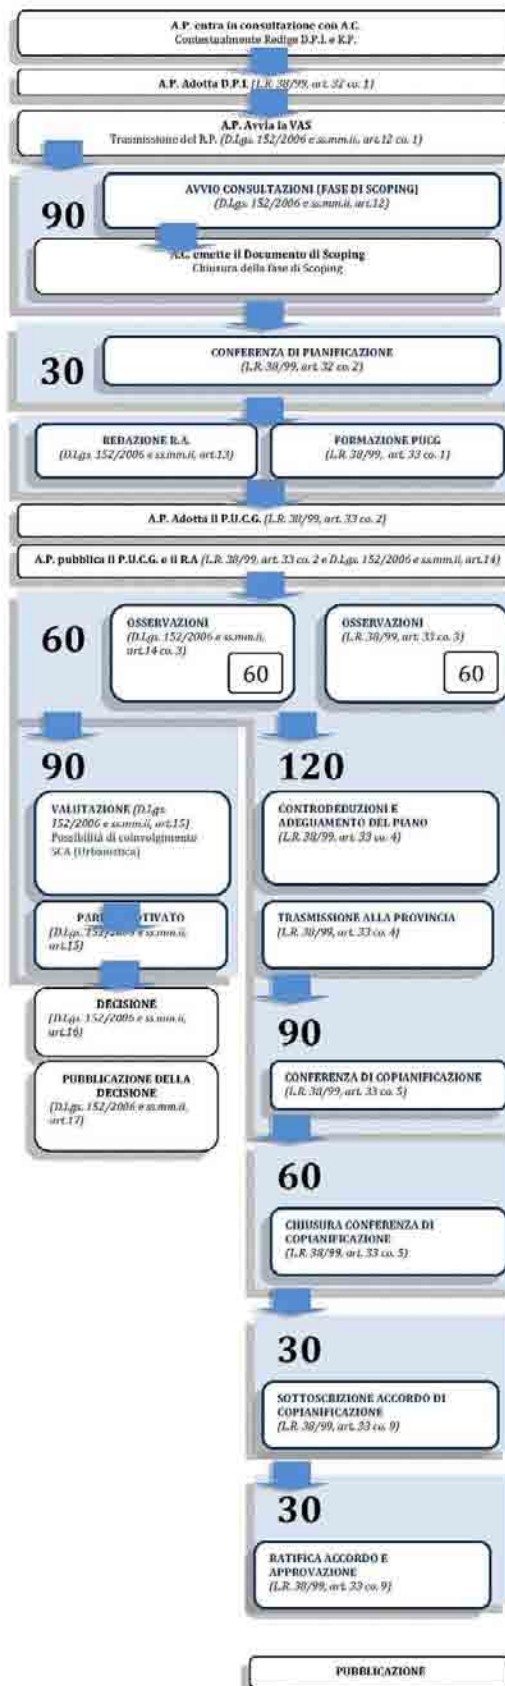 A.P. entra in consultazione con A.C.
Contestualmente Redige D.P.I. e R.P.
A.P. Adotta D.P.I. (L.R. 38/99, art. 32 co. 1)
A.P. Avvia la VAS
Trasmissione del R.P. (D.Lgs. 152/2006 e ss.mm.ii, art.12 co. 1)
90
AVVIO CONSULTAZIONI (FASE DI SCOPING)
(D.Lgs. 152/2006 e ss.mm.ii, art.12)
A.C. emette il Documento di Scoping
Chiusura della fase di Scoping
30
CONFERENZA DI PIANIFICAZIONE
(L.R. 38/99, art. 32 co. 2)
REDAZIONE R.A.
(D.Lgs. 152/2006 e ss.mm.ii, art.13)
FORMAZIONE PUCG
(L.R. 38/99, art. 33 co. 1)
A.P. Adotta il P.U.C.G. (L.R. 38/99, art. 33 co. 2)
A.P. pubblica il P.U.C.G. e il R.A (L.R. 38/99, art. 33 co. 2 e D.Lgs. 152/2006 e ss.mm.ii, art.14)
60
OSSERVAZIONI
(D.Lgs. 152/2006 e ss.mm.ii,
art.14 co. 3)
60
OSSERVAZIONI
(L.R. 38/99, art. 33 co. 3)
60
90
VALUTAZIONE (D.Lgs.
152/2006 e ss.mm.ii, art.15)
Possibilità di coinvolgimento
SCA (Urbanistica)
PARERE MOTIVATO
(D.Lgs. 152/2006 e ss.mm.ii,
art.15)
DECISIONE
(D.Lgs. 152/2006 e ss.mm.ii,
art.16)
PUBBLICAZIONE DELLA
DECISIONE
(D.Lgs. 152/2006 e ss.mm.ii,
art.17)
120
CONTRODEDUZIONI E
ADEGUAMENTO DEL PIANO
(L.R. 38/99, art. 33 co. 4)
TRASMISSIONE ALLA PROVINCIA
(L.R. 38/99, art. 33 co. 4)
90
CONFERENZA DI COPIANIFICAZIONE
(L.R. 38/99, art. 33 co. 5)
60
CHIUSURA CONFERENZA DI
COPIANIFICAZIONE
(L.R. 38/99, art. 33 co. 5)
30
SOTTOSCRIZIONE ACCORDO DI
COPIANIFICAZIONE
(L.R. 38/99, art. 33 co. 9)
30
RATIFICA ACCORDO E
APPROVAZIONE
(L.R. 38/99, art. 33 co. 9)
PUBBLICAZIONE